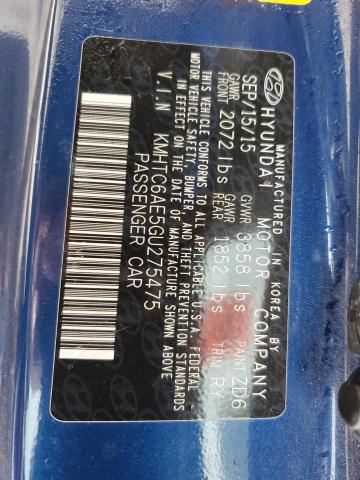 MANUFACTURED IN KOREA BY
HYUNDAI MOTOR COMPANY
SEP/15/15 GVWR 3858 lbs PAINT ZD6
GAWR FRONT 2072 lbs GAWR REAR 1852 lbs TRIM RY
THIS VEHICLE CONFORMS TO ALL APPLICABLE U.S.A. FEDERAL
MOTOR VEHICLE SAFETY, BUMPER, AND THEFT PREVENTION STANDARDS
IN EFFECT ON THE DATE OF MANUFACTURE SHOWN ABOVE
V.I.N KMHTC6AE5GU275475
PASSENGER CAR